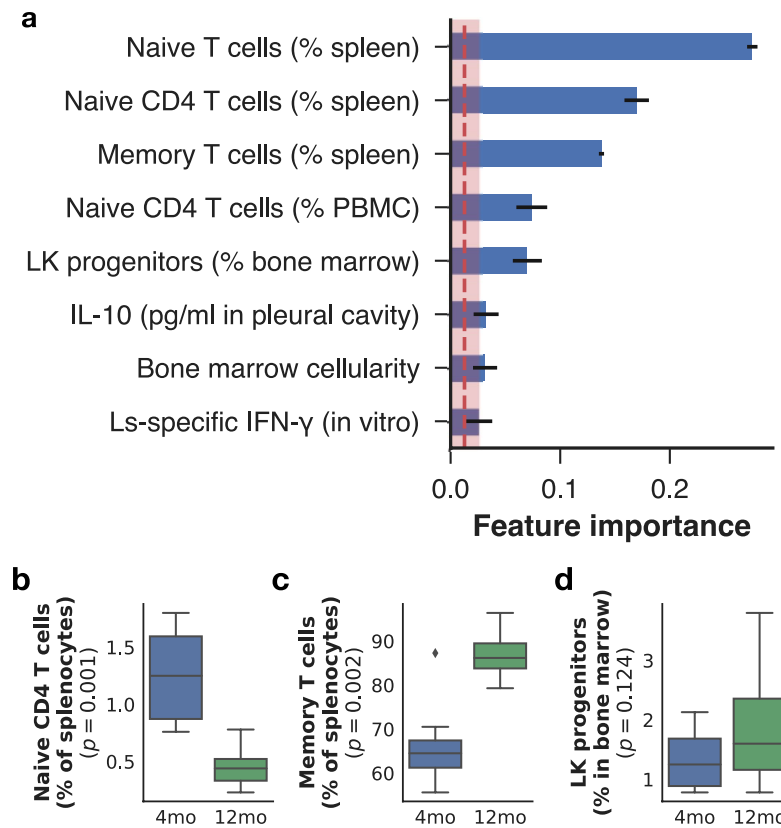 a
Naive T cells (% spleen)
Naive CD4 T cells (% spleen)
Memory T cells (% spleen)
Naive CD4 T cells (% PBMC)
LK progenitors (% bone marrow)
IL-10 (pg/ml in pleural cavity)
Bone marrow cellularity
Ls-specific IFN-γ (in vitro)
0.0 0.1 0.2
Feature importance
b
Naive CD4 T cells
(% of splenocytes)
(p = 0.001)
1.5
1.0
0.5
4mo 12mo
c
Memory T cells
(% of splenocytes)
(p = 0.002)
90
80
70
60
4mo 12mo
d
LK progenitors
(% in bone marrow)
(p = 0.124)
3
2
1
4mo 12mo